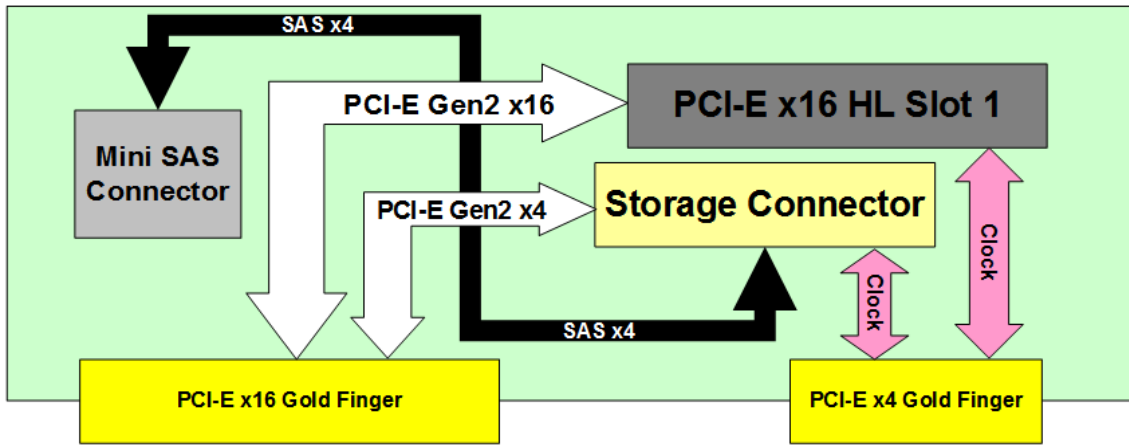 SAS x4
PCI-E Gen2 x16
PCI-E x16 HL Slot 1
Mini SAS
Connector
PCI-E Gen2 x4
Storage Connector
Clock
Clock
SAS x4
PCI-E x16 Gold Finger
PCI-E x4 Gold Finger